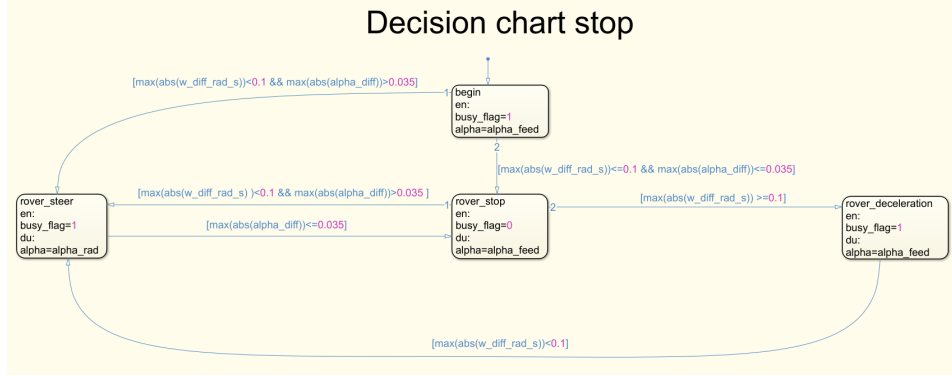 Decision chart stop
[max(abs(w_diff_rad_s))<0.1 && max(abs(alpha_diff))>0.035]
1
begin
en:
busy_flag=1
alpha=alpha_feed
2
[max(abs(w_diff_rad_s))<=0.1 && max(abs(alpha_diff))<=0.035]
rover_steer
en:
busy_flag=1
du:
alpha=alpha_rad
[max(abs(w_diff_rad_s) )<0.1 && max(abs(alpha_diff))>0.035 ]
1
[max(abs(alpha_diff))<=0.035]
rover_stop
en:
busy_flag=0
du:
alpha=alpha_feed
2
[max(abs(w_diff_rad_s)) >=0.1]
rover_deceleration
en:
busy_flag=1
du:
alpha=alpha_feed
[max(abs(w_diff_rad_s))<0.1]